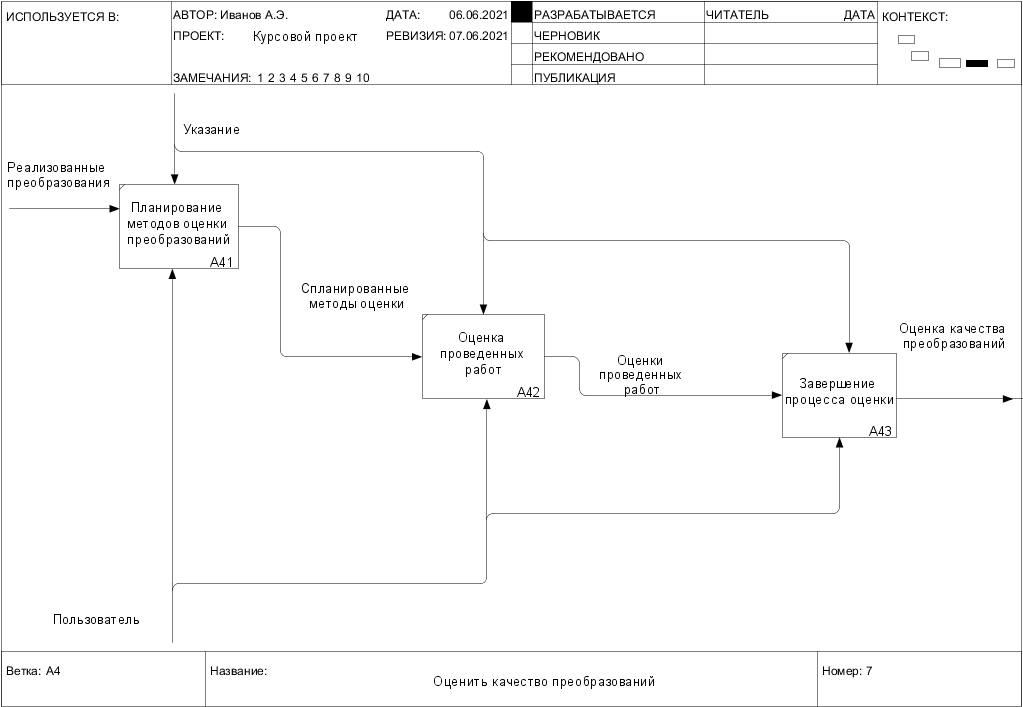 ИСПОЛЬЗУЕТСЯ В:
АВТОР: Иванов А.Э.
ДАТА: 06.06.2021
ПРОЕКТ: Курсовой проект
РЕВИЗИЯ: 07.06.2021
ЗАМЕЧАНИЯ: 1 2 3 4 5 6 7 8 9 10
РАЗРАБАТЫВАЕТСЯ
ЧЕРНОВИК
РЕКОМЕНДОВАНО
ПУБЛИКАЦИЯ
ЧИТАТЕЛЬ
ДАТА
КОНТЕКСТ:
Указание
Реализованные
преобразования
Планирование
методов оценки
преобразований
A41
Спланированные
методы оценки
Оценка
проведенных
работ
A42
Оценки
проведенных
работ
Оценка качества
преобразований
Завершение
процесса оценки
A43
Пользователь
Ветка: A4
Название:
Оценить качество преобразований
Номер: 7